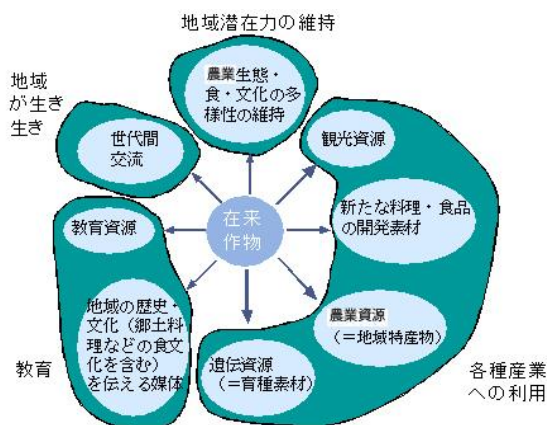 地域潜在力の維持
農業生態・
食・文化の多
様性の維持
地域
が生き
生き
世代間
交流
観光資源
在来
作物
新たな料理・食品
の開発素材
教育資源
農業資源
(＝地域特産物)
地域の歴史・
文化（郷土料
理などの食文
化を含む）
を伝える媒体
遺伝資源
(＝育種素材)
教育
各種産業
への利用